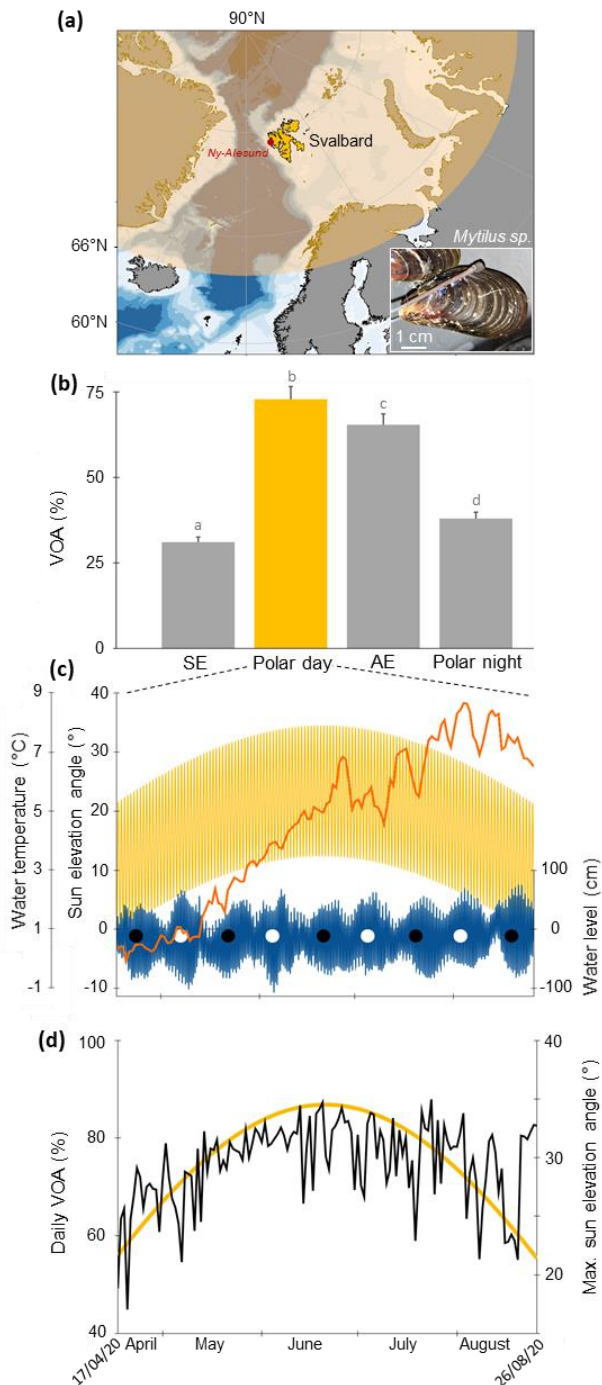 (a)
90°N
Svalbard
Ny-Alesund
66°N
60°N
Mytilus sp.
1 cm
(b)
75
50
25
0
VOA (%)
a
b
c
d
SE
Polar day
AE
Polar night
(c)
9
7
5
3
1
-1
Water temperature (°C)
40
30
20
10
0
-10
Sun elevation angle (°)
100
0
-100
Water level (cm)
(d)
100
80
60
40
Daily VOA (%)
40
30
20
Max. sun elevation angle (°)
17/04/20
April
May
June
July
August
26/08/20